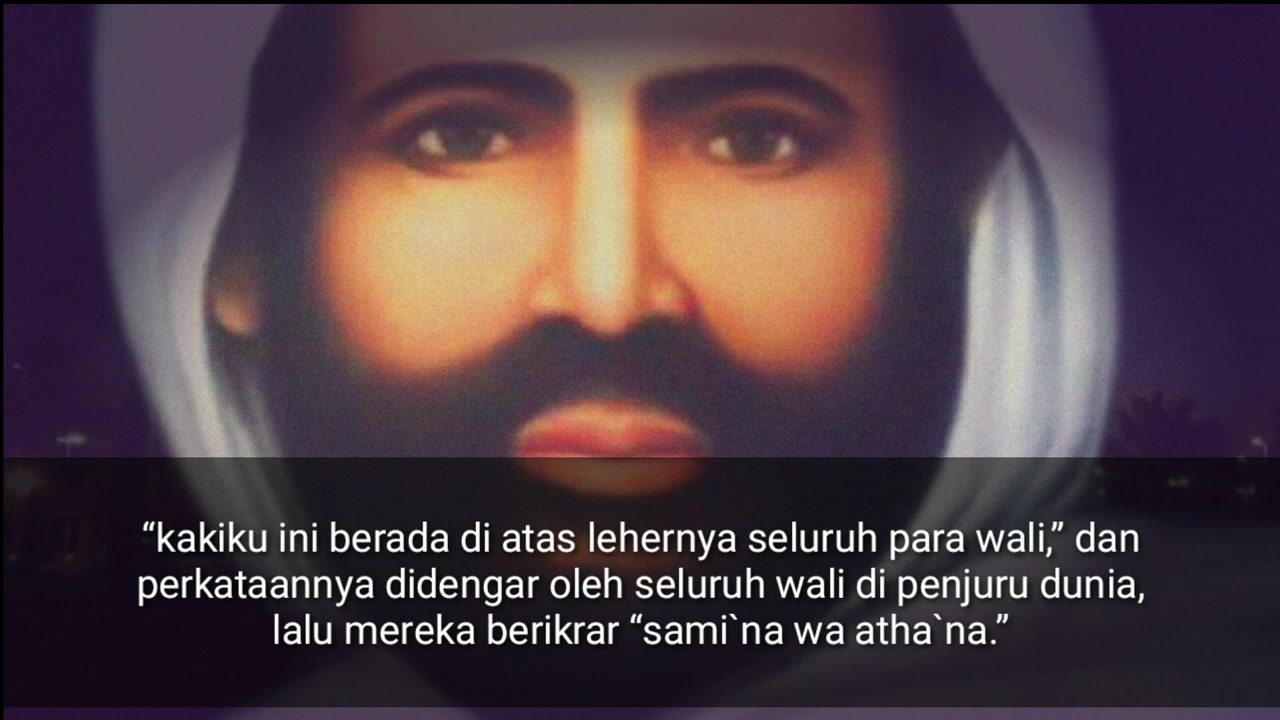 “kakiku ini berada di atas lehernya seluruh para wali,” dan
perkataannya didengar oleh seluruh wali di penjuru dunia,
lalu mereka berikrar “sami`na wa atha`na.”